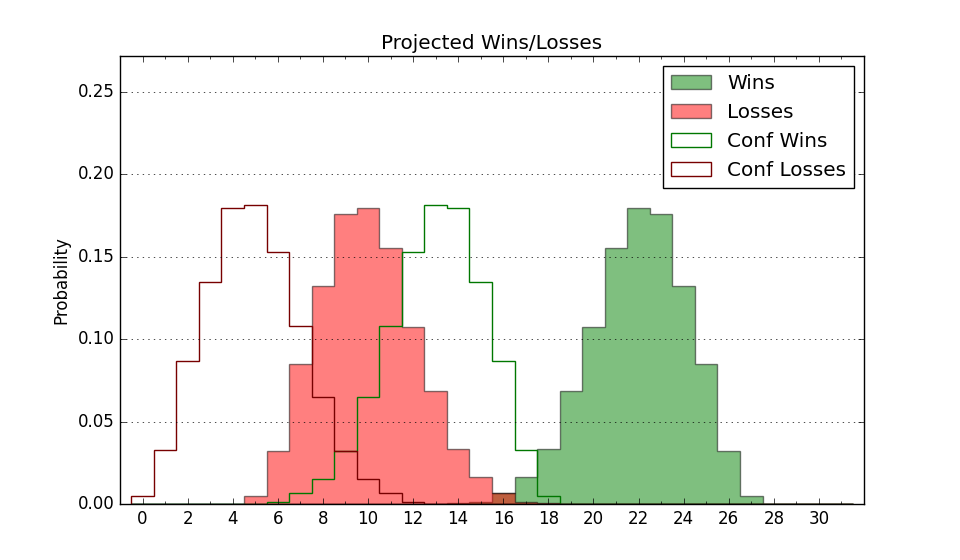 Projected Wins/Losses
Wins
Losses
Conf Wins
Conf Losses
Probability
0.25
0.20
0.15
0.10
0.05
0.00
0 2 4 6 8 10 12 14 16 18 20 22 24 26 28 30